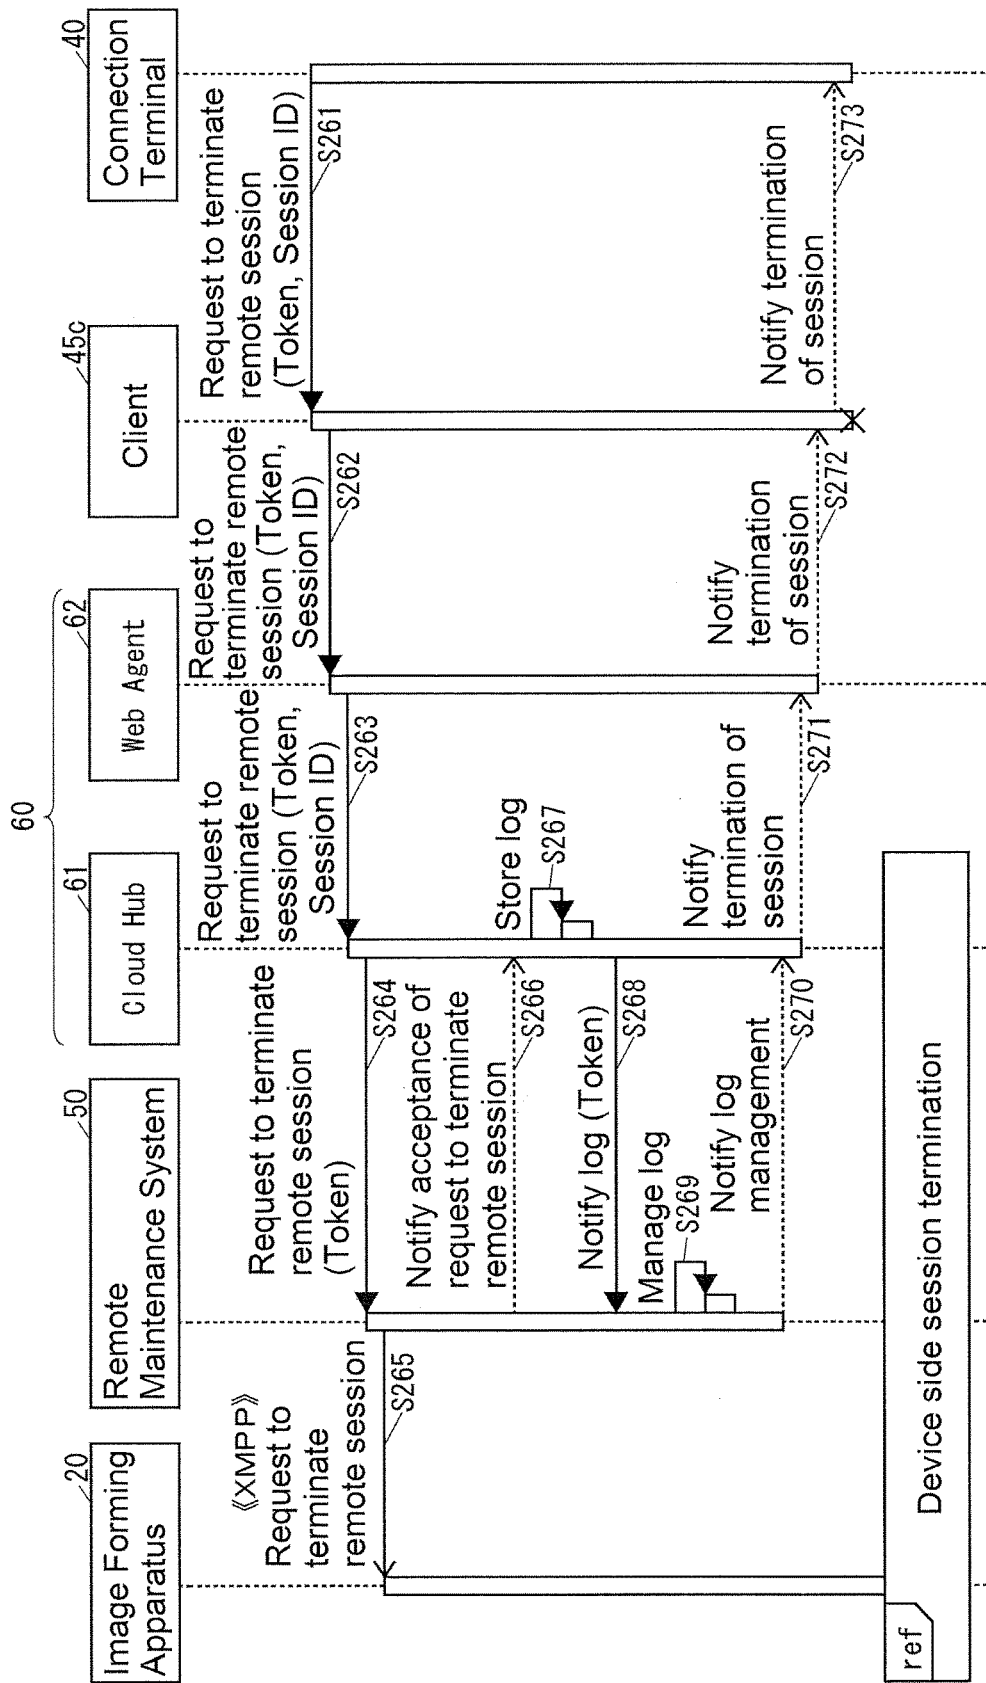 60
Image Forming
Apparatus
20
Remote
Maintenance System
50
Cloud Hub
61
Web Agent
62
Client
45c
Connection
Terminal
40
Request to terminate
remote session
(Token, Session ID)
S261
Request to
terminate remote
session (Token,
Session ID)
S262
Request to
terminate remote
session (Token,
Session ID)
S263
Request to terminate
remote session
(Token)
S264
《XMPP》
Request to
terminate
remote session
S265
Notify acceptance of
request to terminate
remote session
S266
Store log
S267
Notify log (Token)
S268
Manage log
S269
Notify log
management
S270
Notify
termination of
session
S271
Notify
termination
of session
S272
Notify termination
of session
S273
ref
Device side session termination